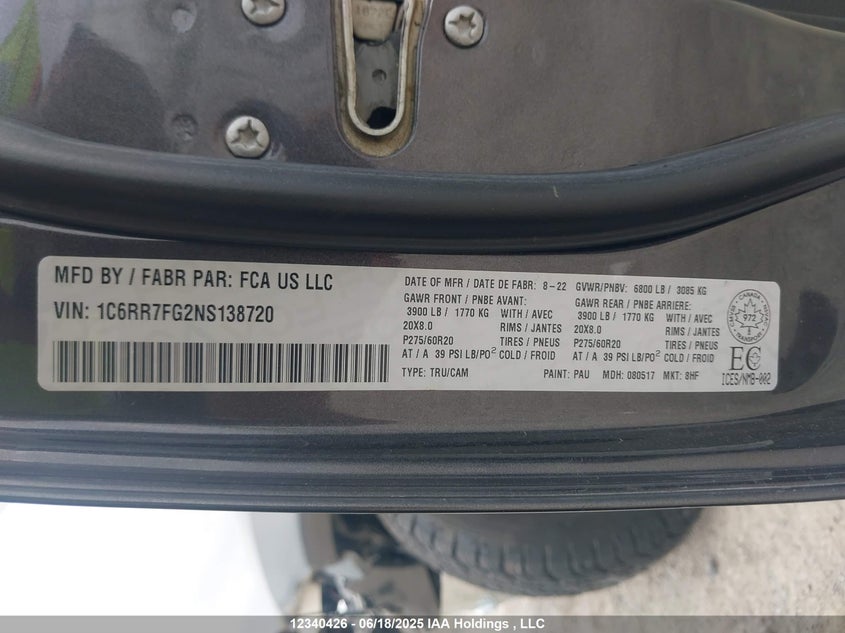 MFD BY / FABR PAR: FCA US LLC
VIN: 1C6RR7FG2NS138720
DATE OF MFR / DATE DE FABR: 8-22 GVWR/PNBV: 6800 LB / 3085 KG
GAWR FRONT / PNBE AVANT: GAWR REAR / PNBE ARRIERE:
3900 LB / 1770 KG WITH / AVEC 3900 LB / 1770 KG WITH / AVEC
20X8.0 RIMS / JANTES 20X8.0 RIMS / JANTES
P275/60R20 TIRES / PNEUS P275/60R20 TIRES / PNEUS
AT / A 39 PSI LB/PO² COLD / FROID AT / A 39 PSI LB/PO² COLD / FROID
TYPE: TRU/CAM PAINT: PAU MDH: 080517 MKT: 8HF
CANADA
972
TRANSPORT
EC
ICES/NMB-002
12340426 - 06/18/2025 IAA Holdings , LLC